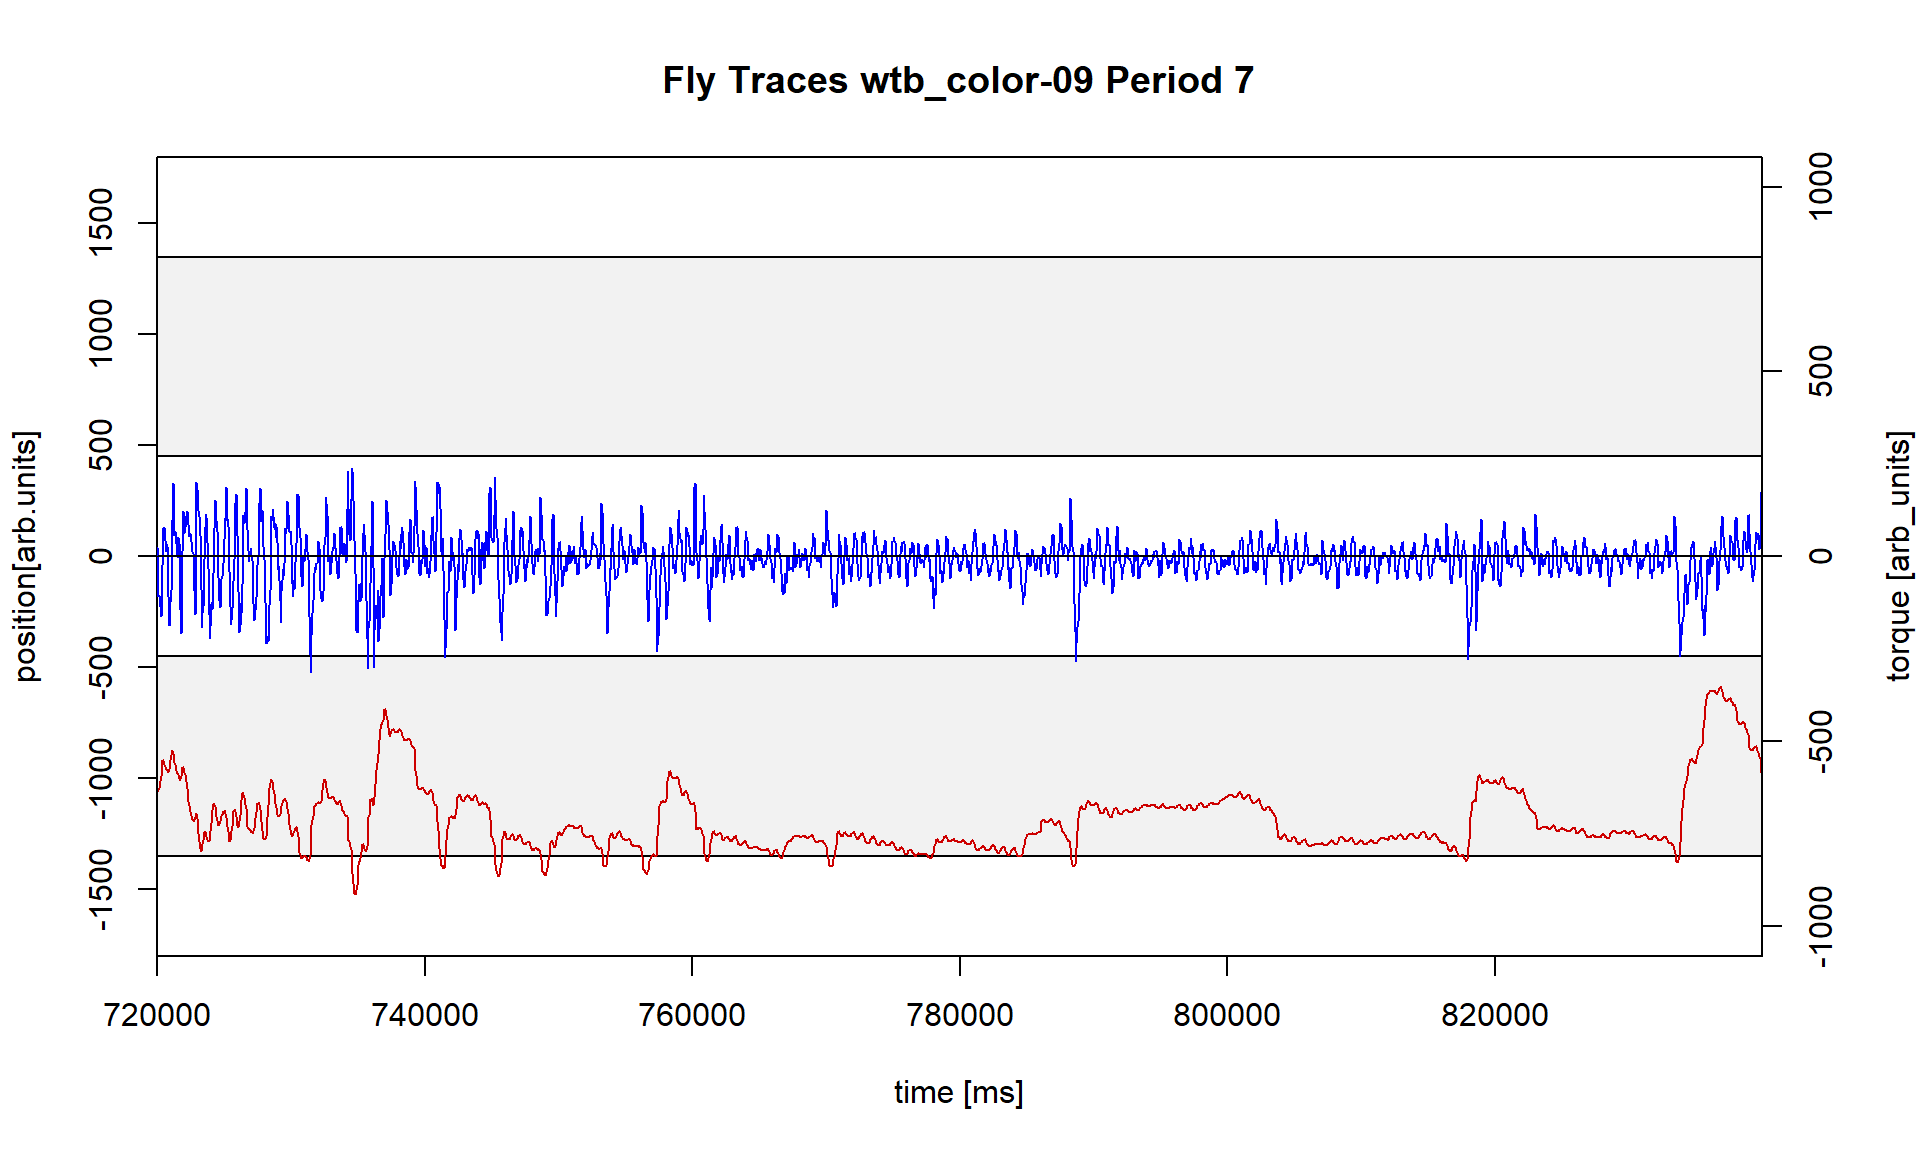 Fly Traces wtb_color-09 Period 7
position[arb.units]
1500
1000
500
0
-500
-1000
-1500
1000
500
0
-500
-1000
torque [arb_units]
720000 740000 760000 780000 800000 820000
time [ms]